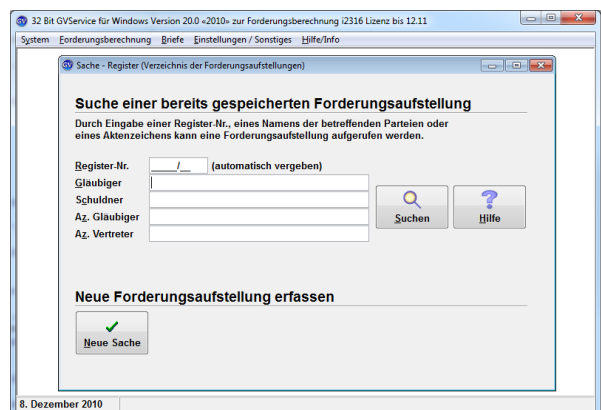 32 Bit GVService für Windows Version 20.0 «2010» zur Forderungsberechnung i2316 Lizenz bis 12.11
System Forderungsberechnung Briefe Einstellungen / Sonstiges Hilfe/Info
Sache - Register (Verzeichnis der Forderungsaufstellungen)
Suche einer bereits gespeicherten Forderungsaufstellung
Durch Eingabe einer Register-Nr., eines Namens der betreffenden Parteien oder
eines Aktenzeichens kann eine Forderungsaufstellung aufgerufen werden.
Register-Nr. ____/__ (automatisch vergeben)
Gläubiger
Schuldner
Az. Gläubiger
Az. Vertreter
Suchen Hilfe
Neue Forderungsaufstellung erfassen
Neue Sache
8. Dezember 2010